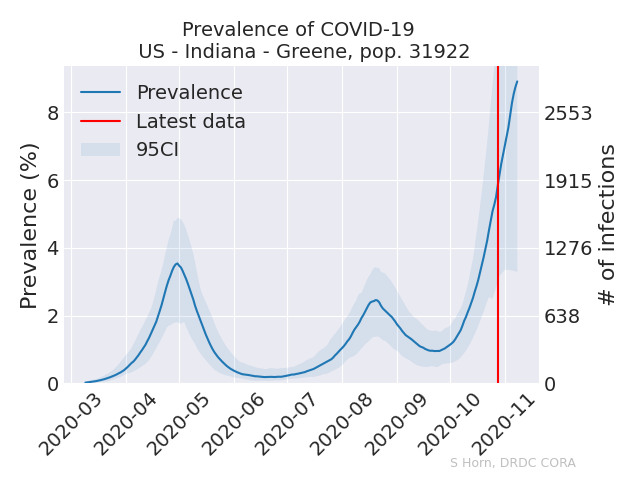 Prevalence of COVID-19
US - Indiana - Greene, pop. 31922
Prevalence
Latest data
95CI
Prevalence (%)
8
6
4
2
0
2553
1915
1276
638
0
# of infections
2020-03
2020-04
2020-05
2020-06
2020-07
2020-08
2020-09
2020-10
2020-11
S Horn, DRDC CORA